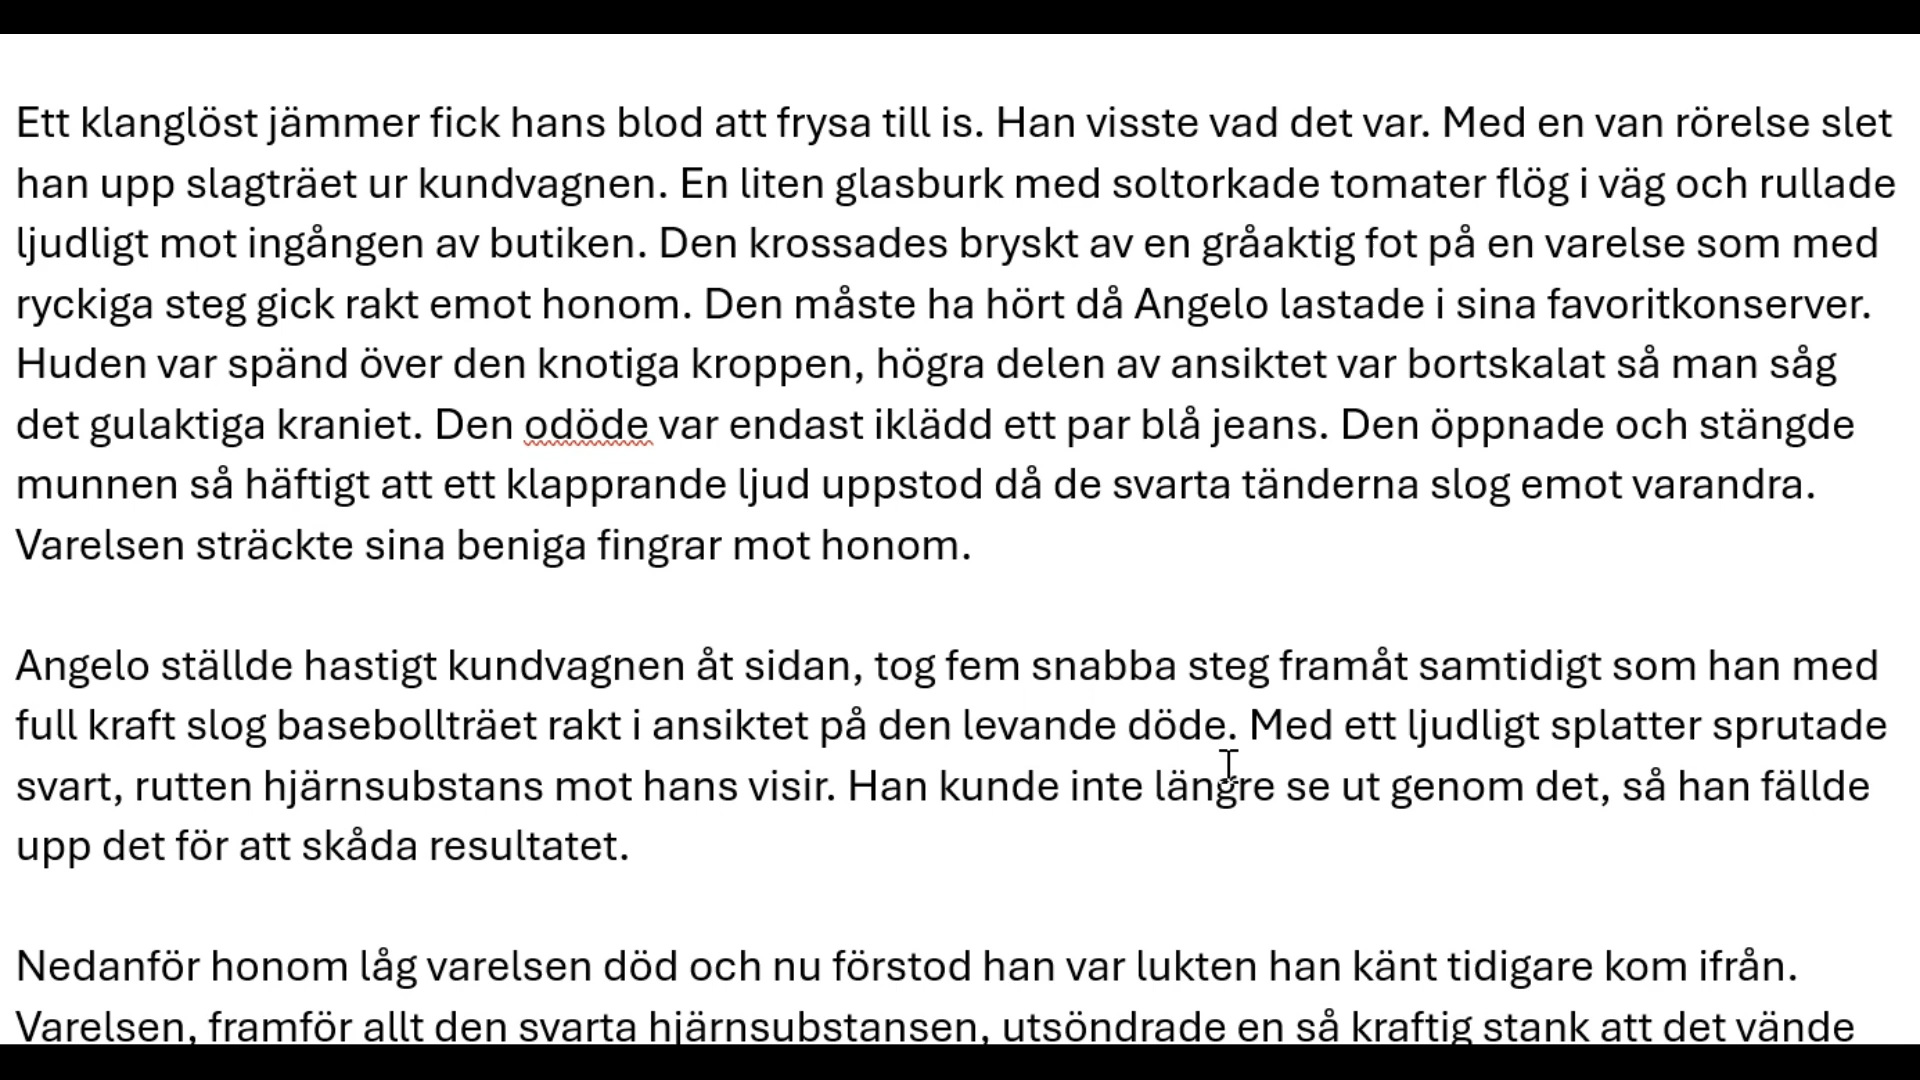 Ett klanglöst jämmer fick hans blod att frysa till is. Han visste vad det var. Med en van rörelse slet
han upp slagträet ur kundvagnen. En liten glasburk med soltorkade tomater flög i väg och rullade
ljudligt mot ingången av butiken. Den krossades bryskt av en gråaktig fot på en varelse som med
ryckiga steg gick rakt emot honom. Den måste ha hört då Angelo lastade i sina favoritkonserver.
Huden var spänd över den knotiga kroppen, högra delen av ansiktet var bortskalat så man såg
det gulaktiga kraniet. Den odöde var endast iklädd ett par blå jeans. Den öppnade och stängde
munnen så häftigt att ett klapprande ljud uppstod då de svarta tänderna slog emot varandra.
Varelsen sträckte sina beniga fingrar mot honom.
Angelo ställde hastigt kundvagnen åt sidan, tog fem snabba steg framåt samtidigt som han med
full kraft slog basebollträet rakt i ansiktet på den levande döde. Med ett ljudligt splatter sprutade
svart, rutten hjärnsubstans mot hans visir. Han kunde inte längre se ut genom det, så han fällde
upp det för att skåda resultatet.
Nedanför honom låg varelsen död och nu förstod han var lukten han känt tidigare kom ifrån.
Varelsen, framför allt den svarta hjärnsubstansen, utsöndrade en så kraftig stank att det vände